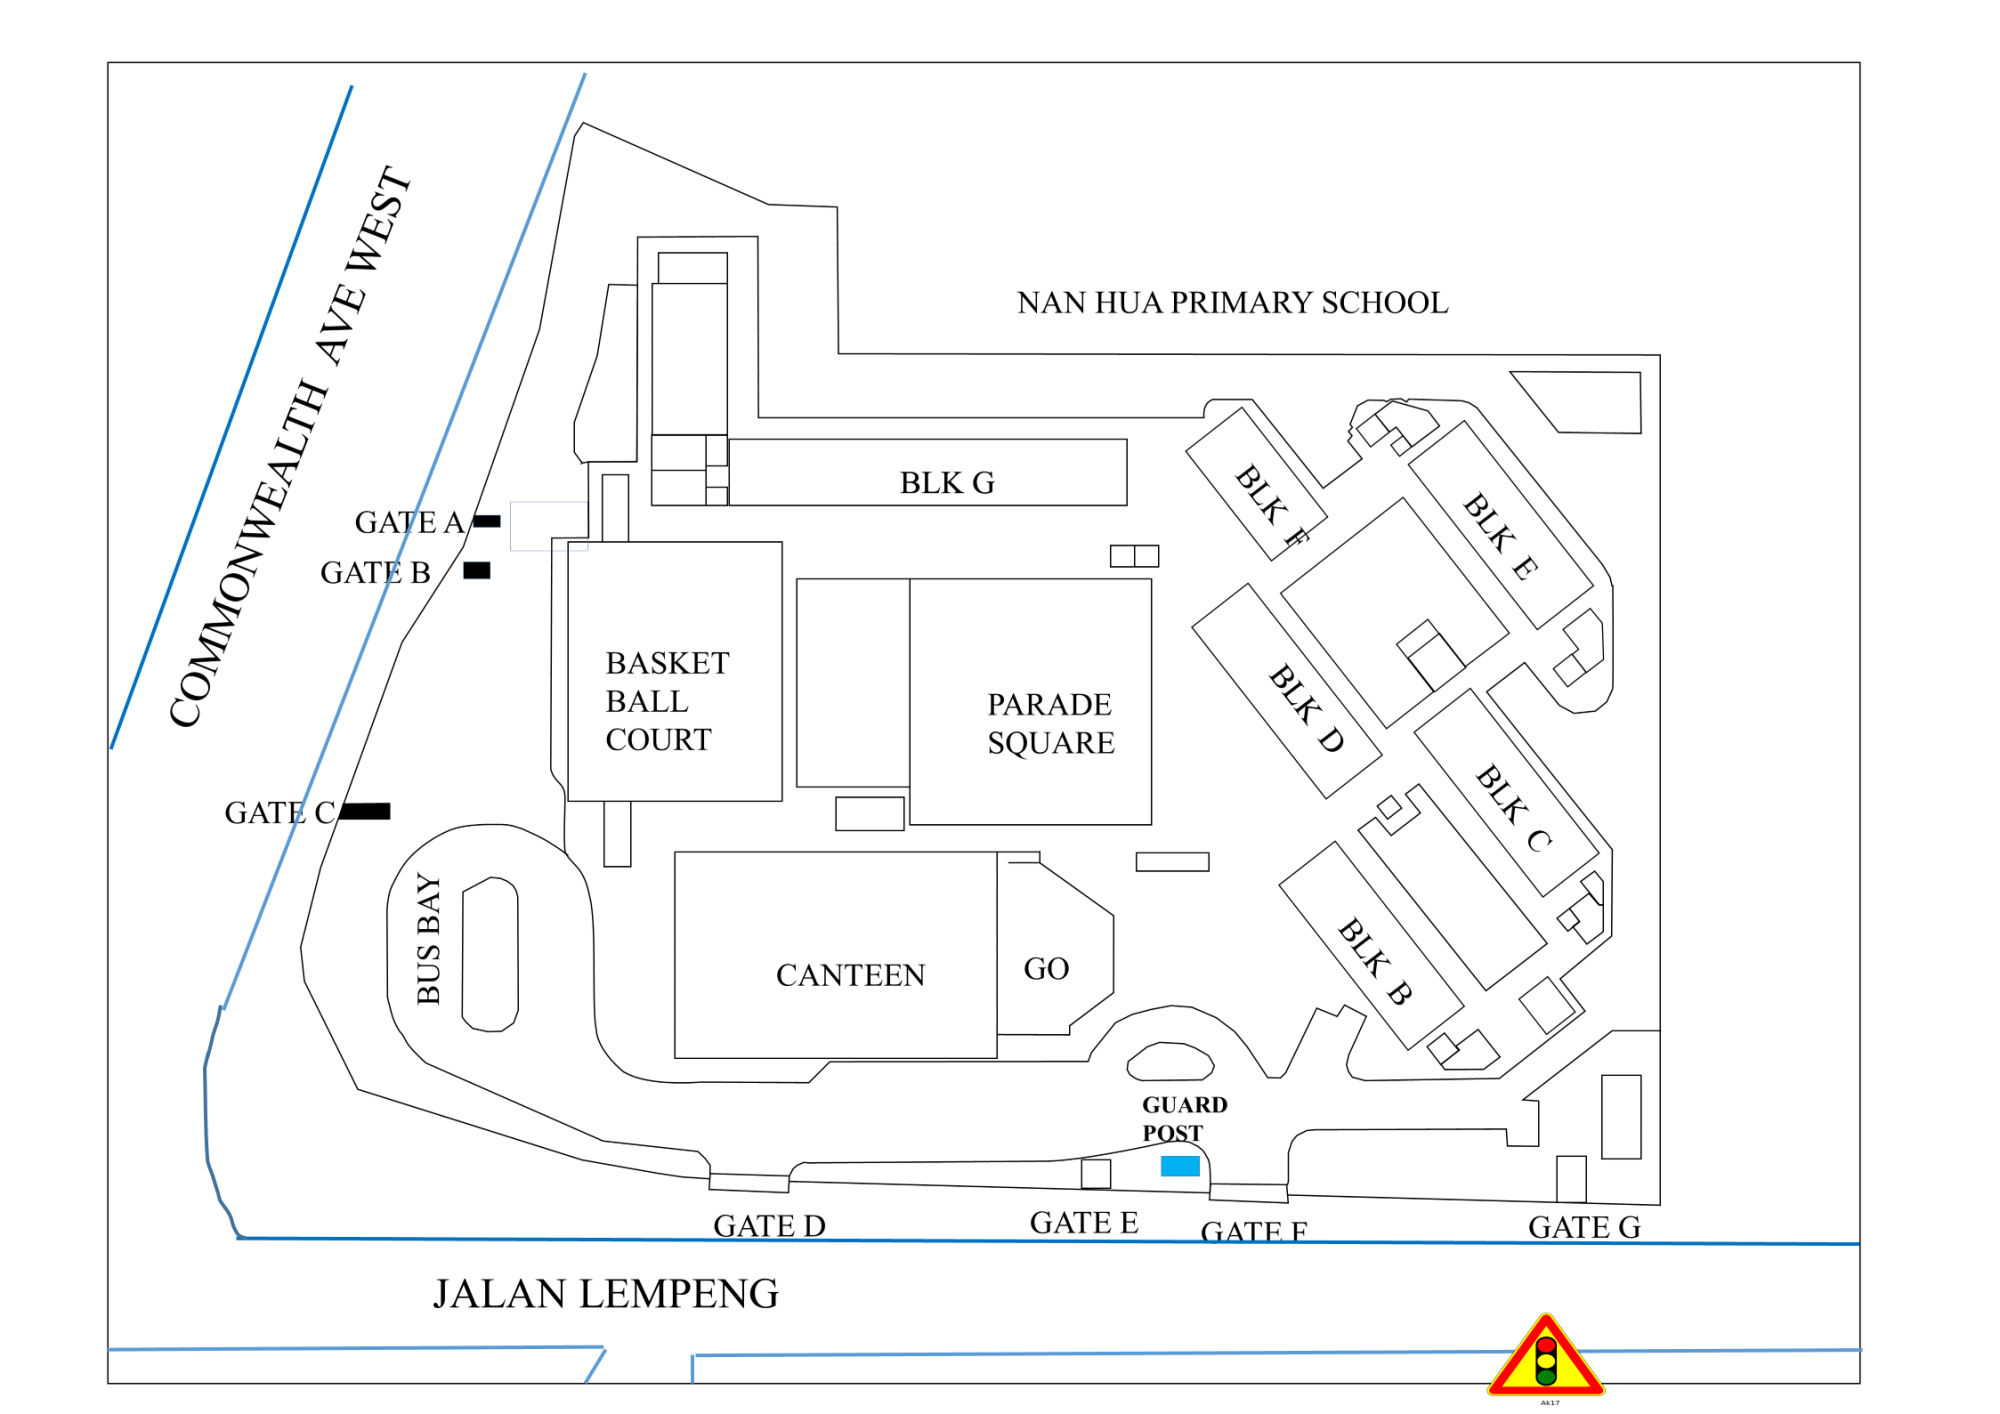 COMMONWEALTH AVE WEST
NAN HUA PRIMARY SCHOOL
BLK G
BLK F
BLK E
GATE A
GATE B
BASKET
BALL
COURT
PARADE
SQUARE
BLK D
BLK C
GATE C
BUS BAY
CANTEEN
GO
BLK B
GUARD
POST
GATE D
GATE E
GATE F
GATE G
JALAN LEMPENG
Ak17